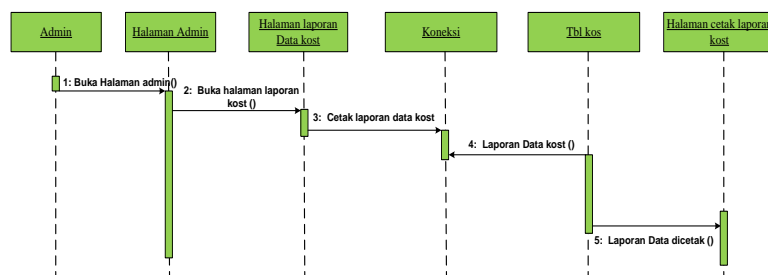 Admin
Halaman Admin
Halaman laporan
Data kost
Koneksi
Tbl kos
Halaman cetak laporan
kost
1: Buka Halaman admin()
2: Buka halaman laporan
kost ()
3: Cetak laporan data kost
4: Laporan Data kost ()
5: Laporan Data dicetak ()